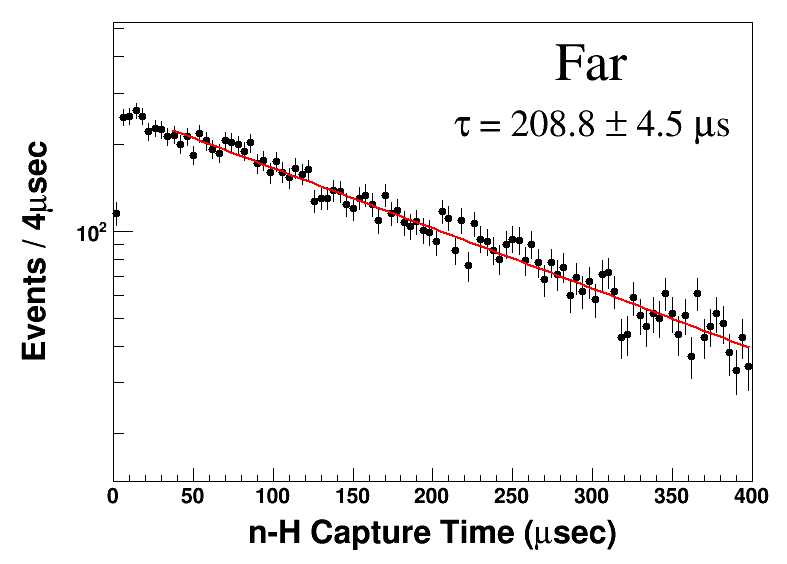 Far
τ = 208.8 ± 4.5 μs
Events / 4μsec
10²
0 50 100 150 200 250 300 350 400
n-H Capture Time (μsec)